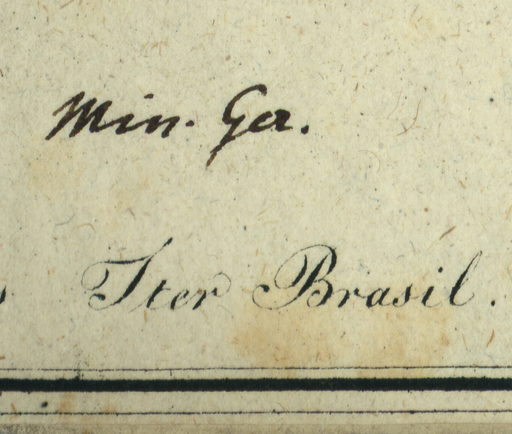 Min. Ger.
s Iter Brasil.